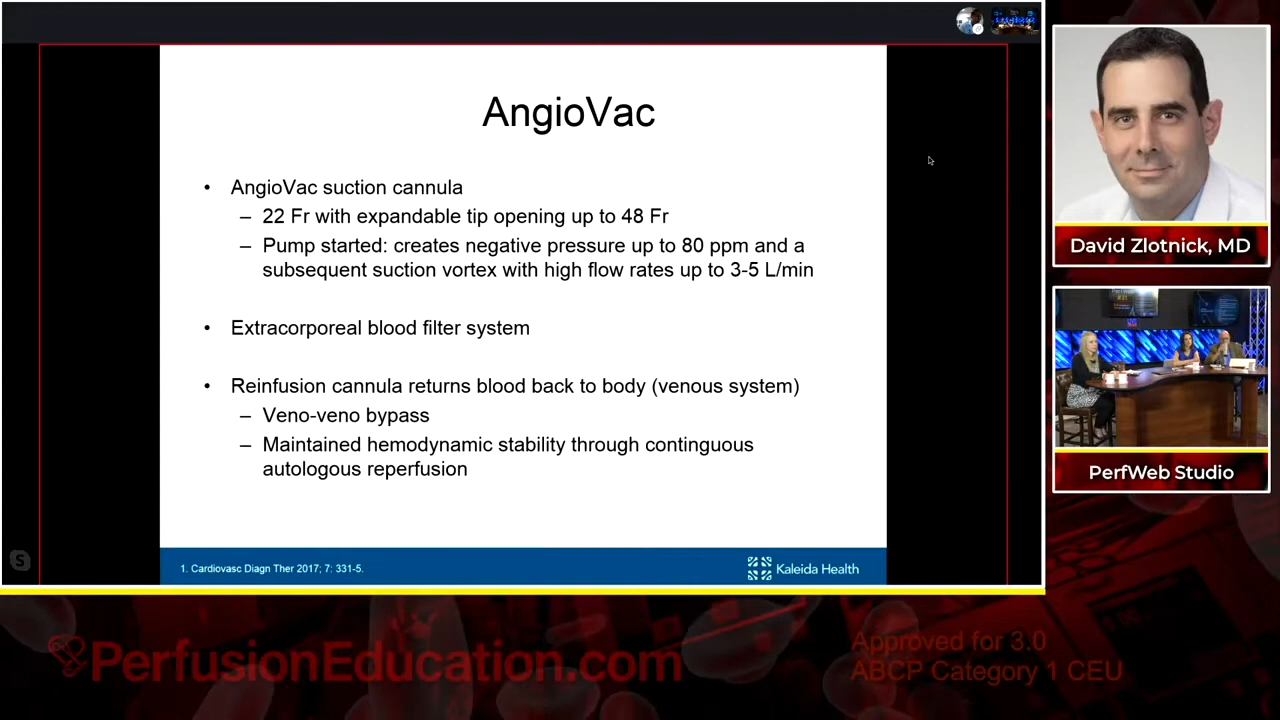 AngioVac
• AngioVac suction cannula
– 22 Fr with expandable tip opening up to 48 Fr
– Pump started: creates negative pressure up to 80 ppm and a
subsequent suction vortex with high flow rates up to 3-5 L/min
• Extracorporeal blood filter system
• Reinfusion cannula returns blood back to body (venous system)
– Veno-veno bypass
– Maintained hemodynamic stability through continguous
autologous reperfusion
1. Cardiovasc Diagn Ther 2017; 7: 331-5.
Kaleida Health
David Zlotnick, MD
PerfWeb Studio
PerfusionEducation.com
Approved for 3.0
ABCP Category 1 CEU